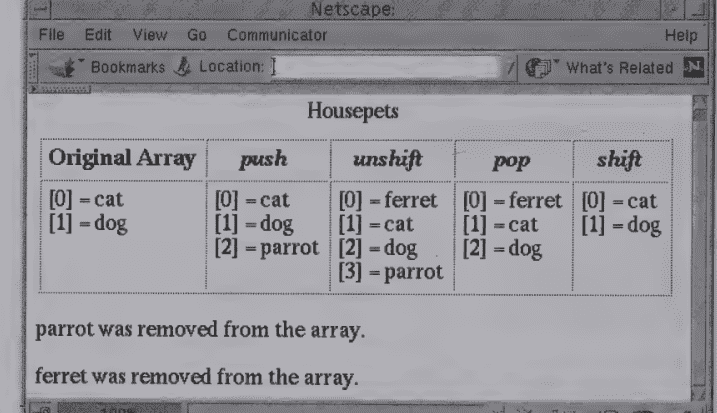 Netscape:
File Edit View Go Communicator Help
Bookmarks Location: What's Related N
Housepets
Original Array push unshift pop shift
[0] = cat [0] = cat [0] = ferret [0] = ferret [0] = cat
[1] = dog [1] = dog [1] = cat [1] = cat [1] = dog
[2] = parrot [2] = dog [2] = dog
[3] = parrot
parrot was removed from the array.
ferret was removed from the array.
100%